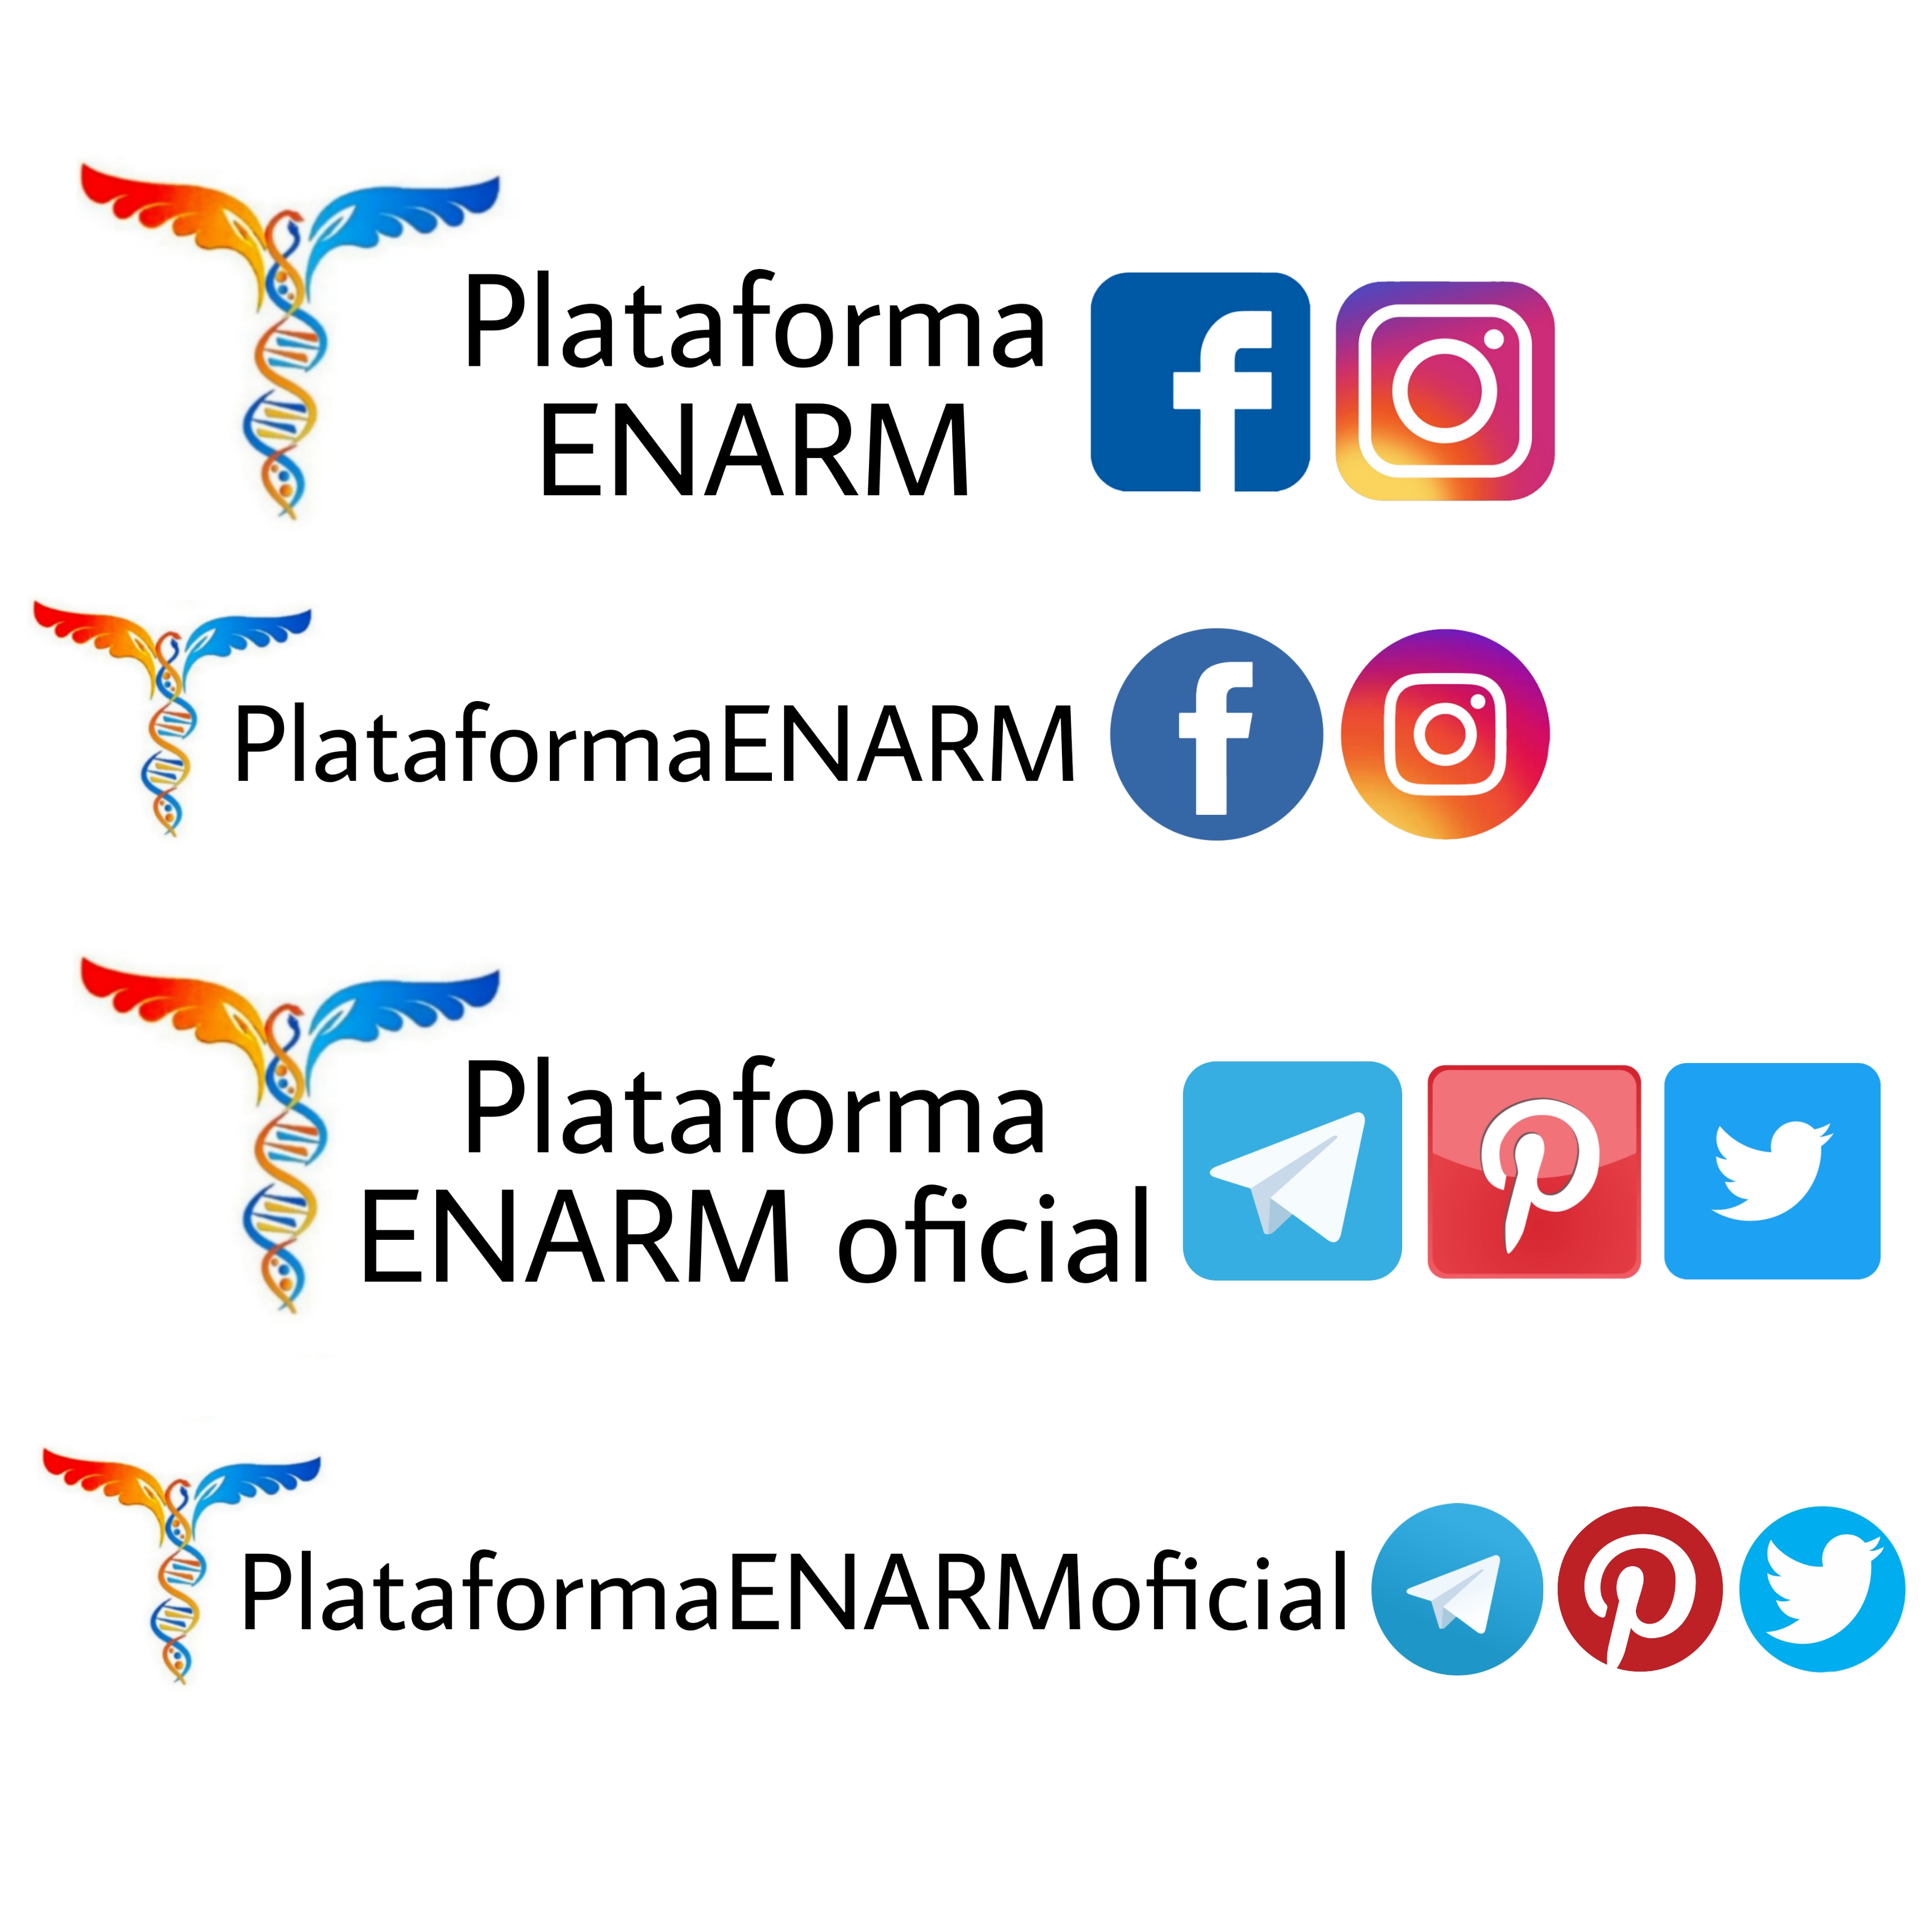 Plataforma
ENARM
PlataformaENARM
Plataforma
ENARM oficial
PlataformaENARMoficial